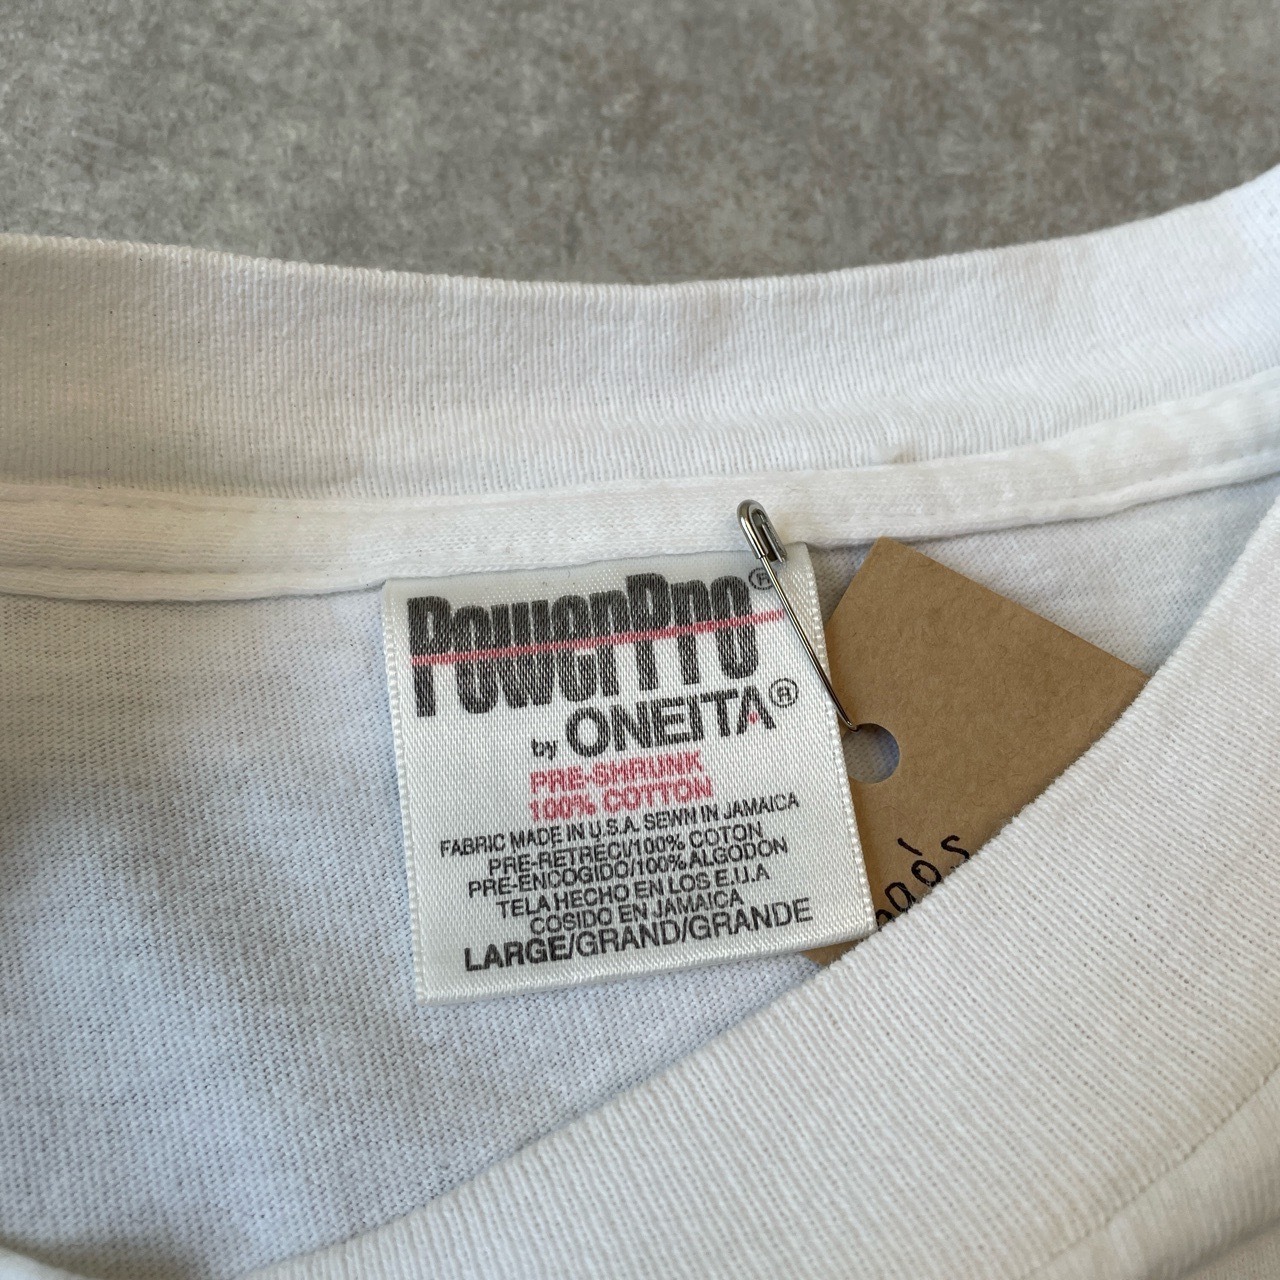 PowerPro®
by ONEITA®
PRE-SHRUNK
100% COTTON
FABRIC MADE IN U.S.A. SEWN IN JAMAICA
PRE-RETRECI/100% COTON
PRE-ENCOGIDO/100% ALGODON
TELA HECHO EN LOS E.U.A
COSIDO EN JAMAICA
LARGE/GRAND/GRANDE